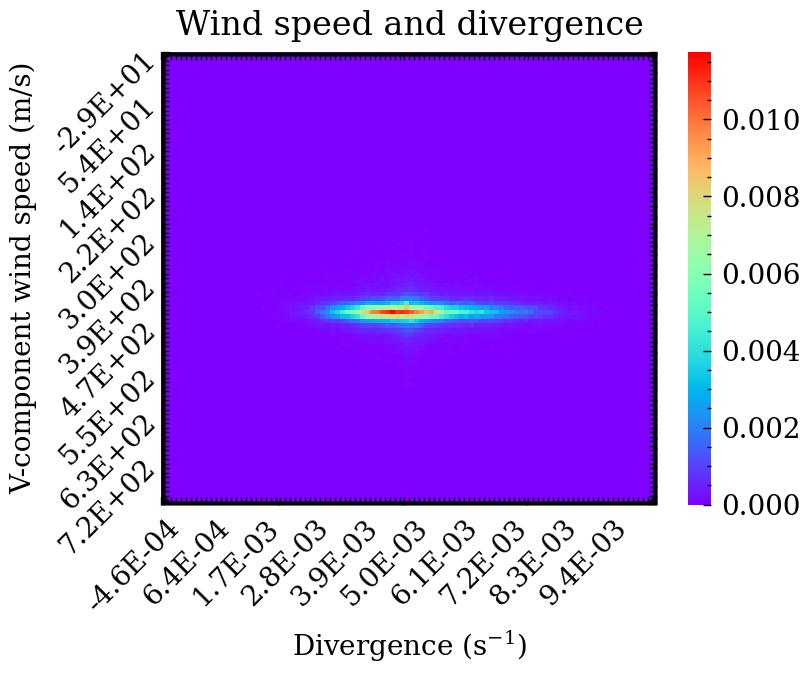 Wind speed and divergence
V-component wind speed (m/s)
-2.9E+01
5.4E+01
1.4E+02
2.2E+02
3.0E+02
3.9E+02
4.7E+02
5.5E+02
6.3E+02
7.2E+02
-4.6E-04
6.4E-04
1.7E-03
2.8E-03
3.9E-03
5.0E-03
6.1E-03
7.2E-03
8.3E-03
9.4E-03
Divergence (s⁻¹)
0.010
0.008
0.006
0.004
0.002
0.000